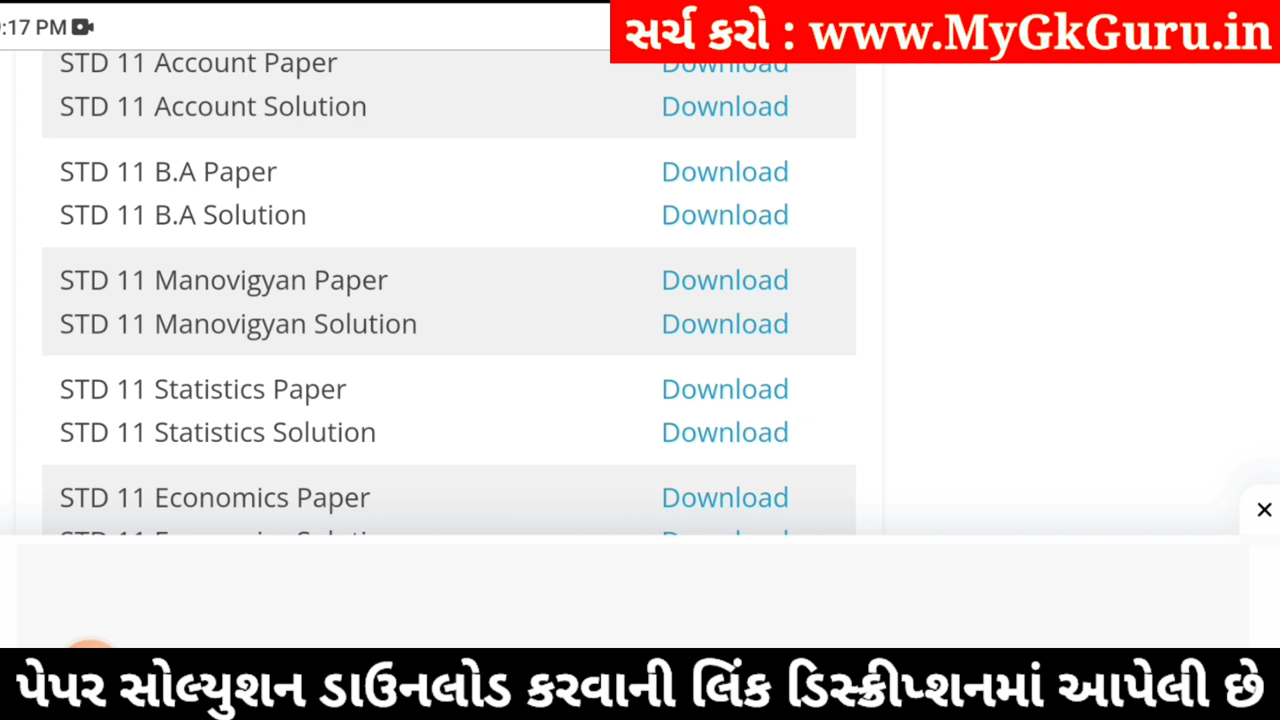 :17 PM
સર્ચ કરો : www.MyGkGuru.in
STD 11 Account Paper Download
STD 11 Account Solution Download
STD 11 B.A Paper Download
STD 11 B.A Solution Download
STD 11 Manovigyan Paper Download
STD 11 Manovigyan Solution Download
STD 11 Statistics Paper Download
STD 11 Statistics Solution Download
STD 11 Economics Paper Download
પેપર સોલ્યુશન ડાઉનલોડ કરવાની લિંક ડિસ્ક્રીપ્શનમાં આપેલી છે